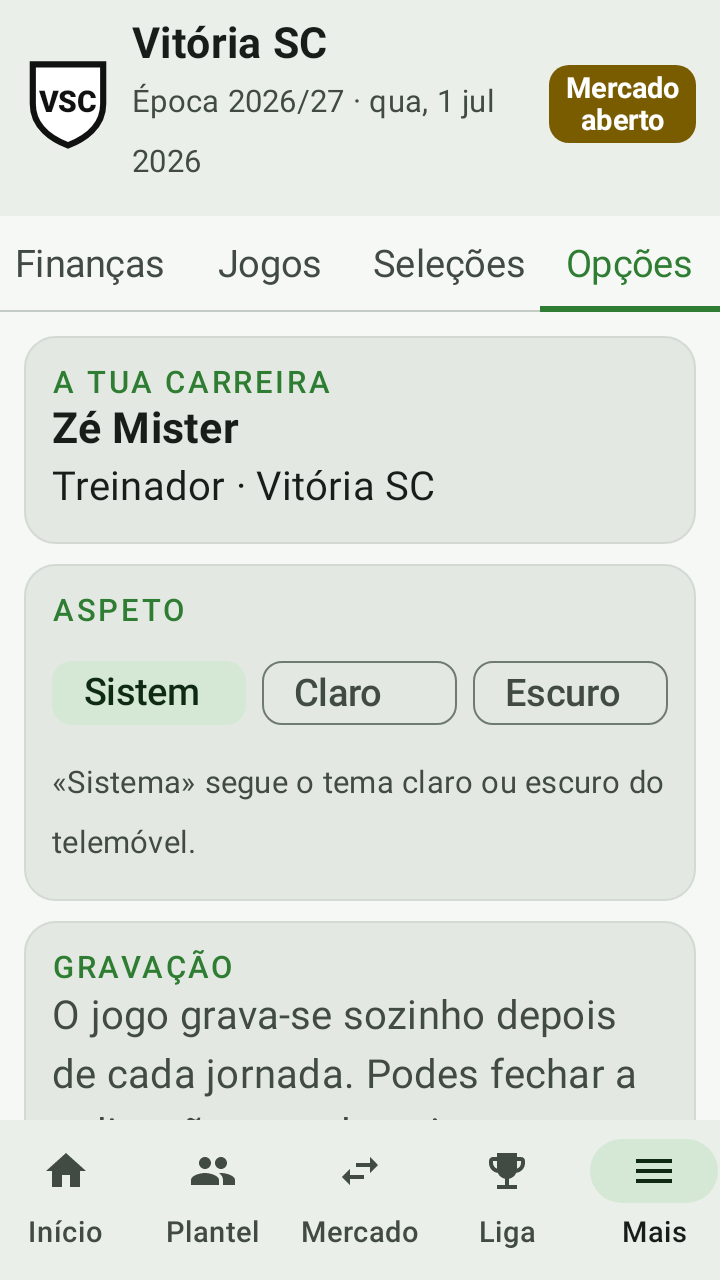 Vitória SC
VSC
Época 2026/27 · qua, 1 jul
2026
Mercado
aberto
Finanças
Jogos
Seleções
Opções
A TUA CARREIRA
Zé Mister
Treinador · Vitória SC
ASPETO
Sistem
Claro
Escuro
«Sistema» segue o tema claro ou escuro do
telemóvel.
GRAVAÇÃO
O jogo grava-se sozinho depois
de cada jornada. Podes fechar a
Início
Plantel
Mercado
Liga
Mais